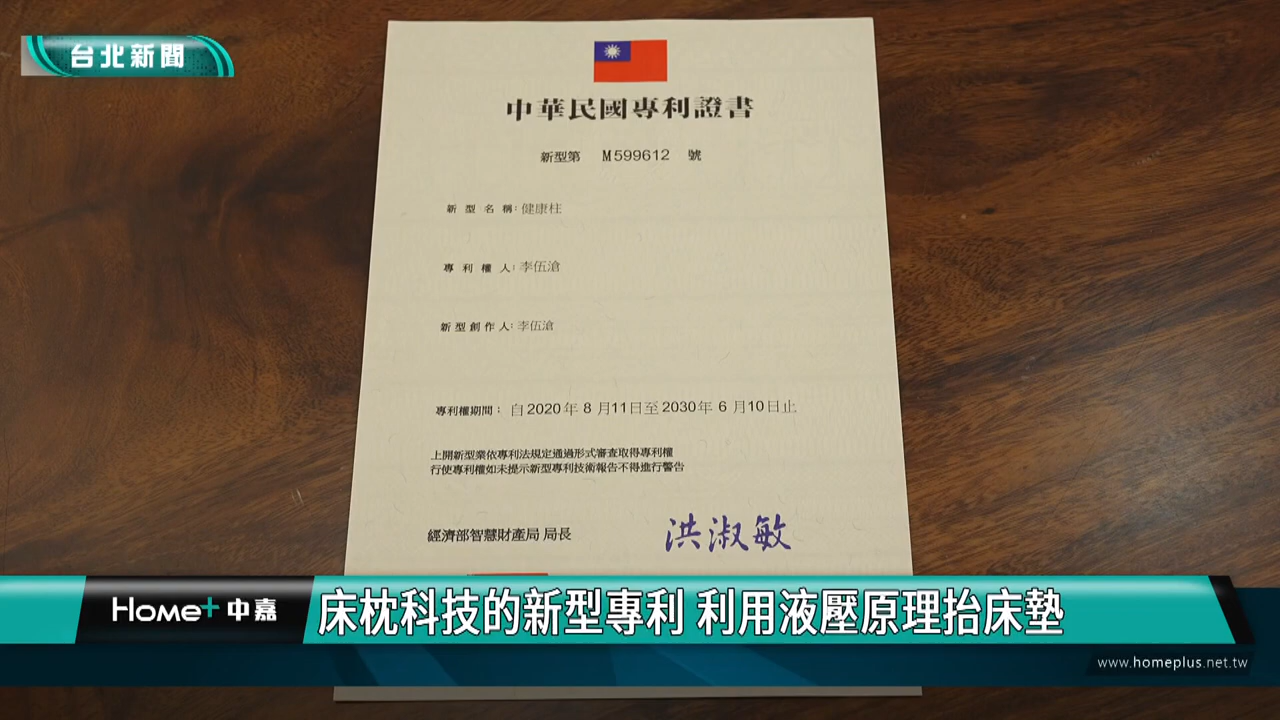 台北新聞
中華民國專利證書
新型第 M599612 號
新型名稱：健康柱
專利權人：李伍滄
新型創作人：李伍滄
專利權期間：自2020年8月11日至2030年6月10日止
上開新型業依專利法規定通過形式審查取得專利權
行使專利權如未提示新型專利技術報告不得進行警告
經濟部智慧財產局 局長 洪淑敏
Home+ 中嘉
床枕科技的新型專利 利用液壓原理抬床墊
www.homeplus.net.tw